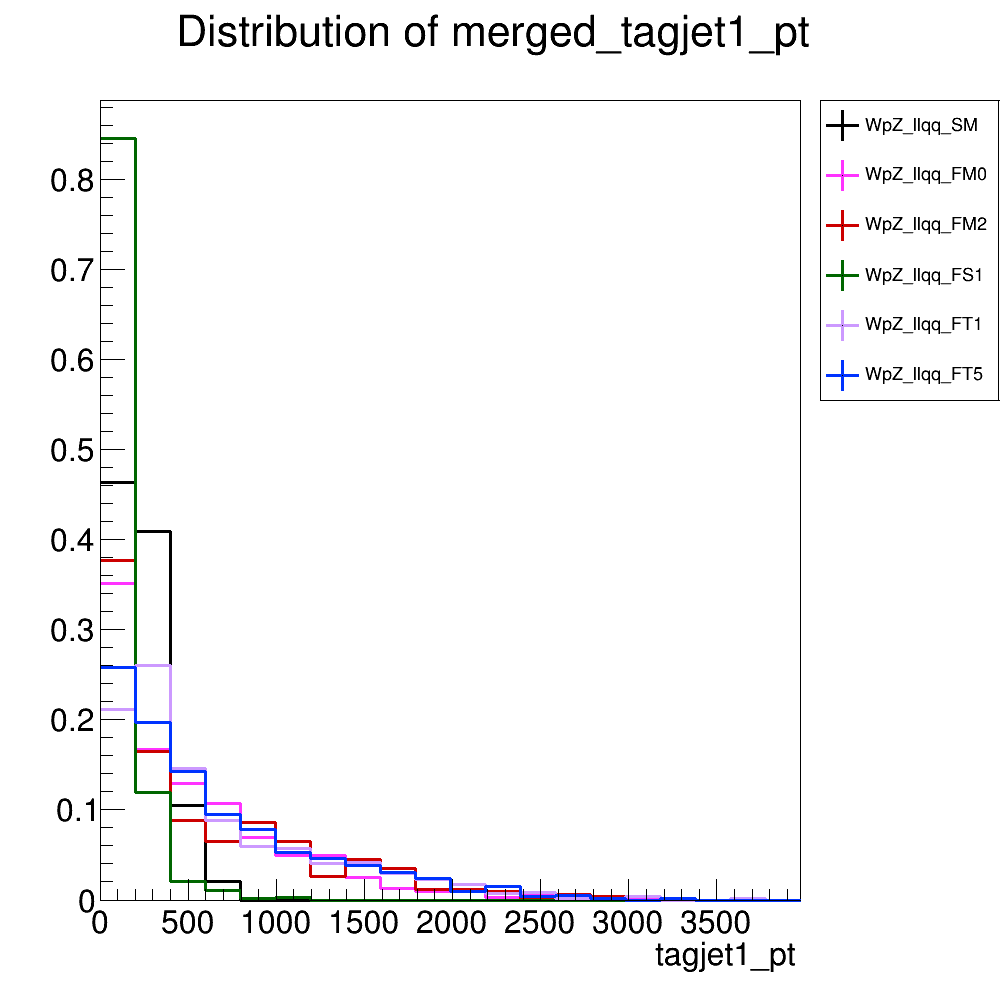 Distribution of merged_tagjet1_pt
WpZ_llqq_SM
WpZ_llqq_FM0
WpZ_llqq_FM2
WpZ_llqq_FS1
WpZ_llqq_FT1
WpZ_llqq_FT5
0.8
0.7
0.6
0.5
0.4
0.3
0.2
0.1
0
0 500 1000 1500 2000 2500 3000 3500
tagjet1_pt